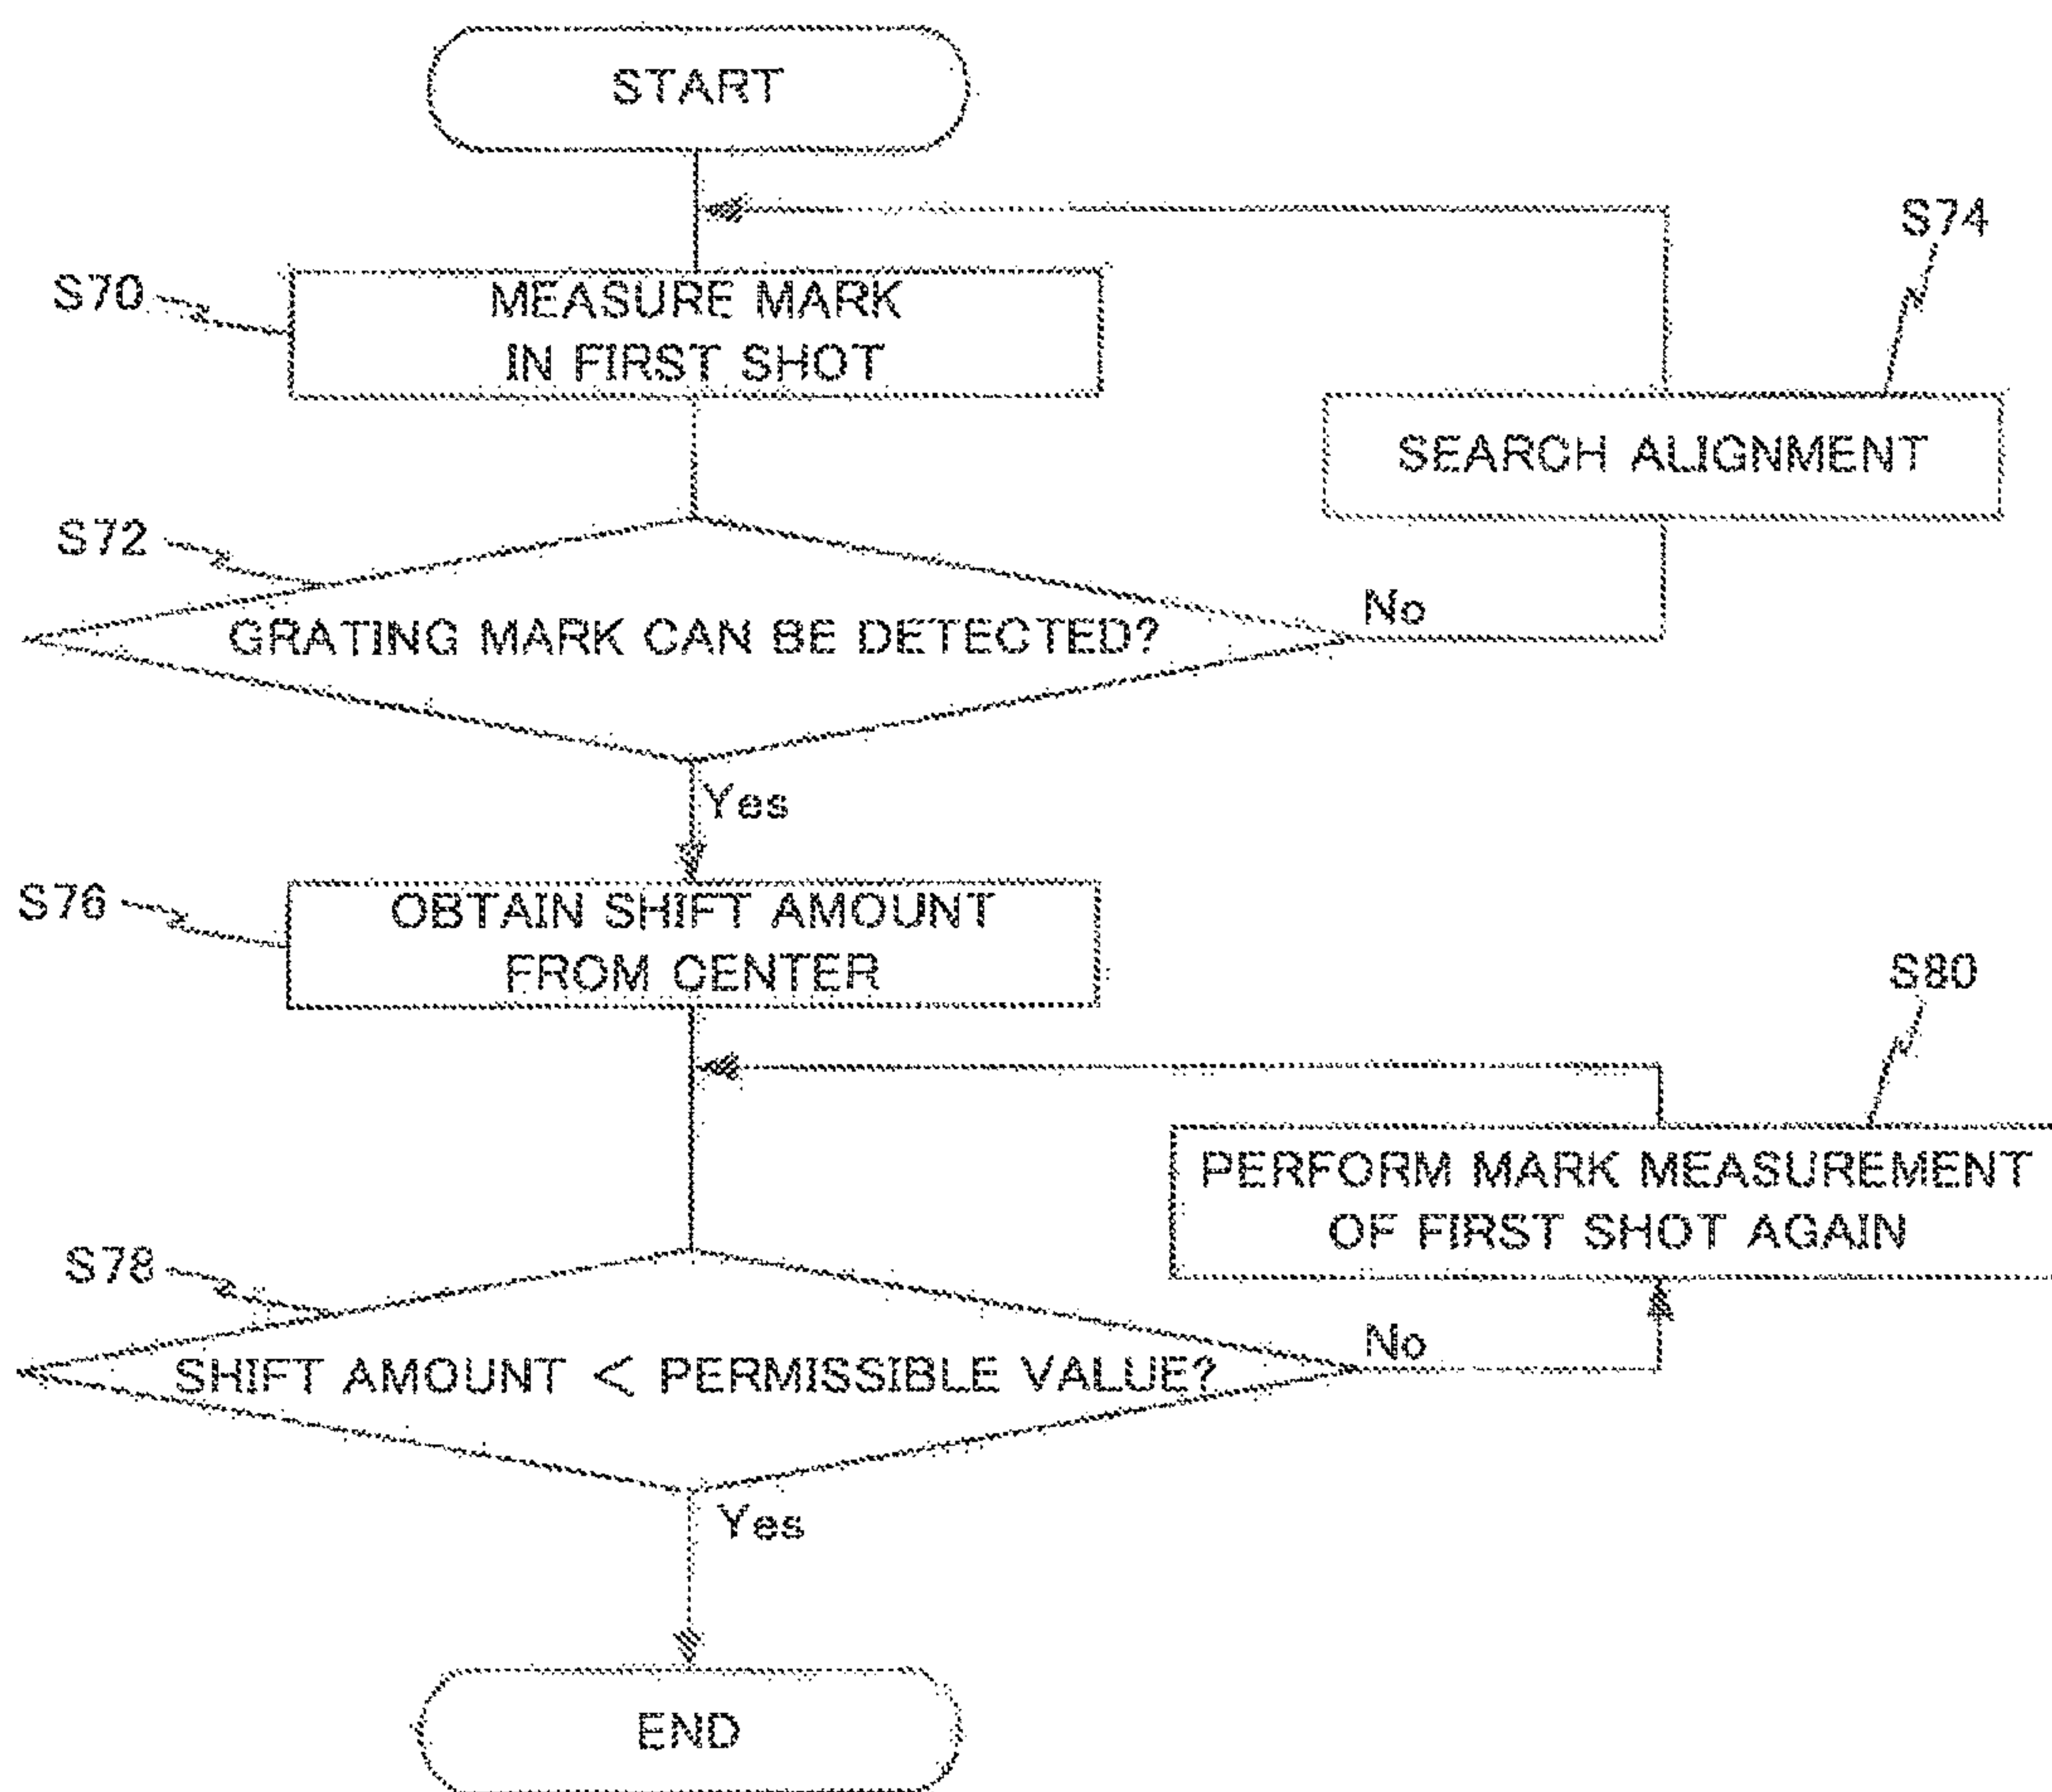 START
S74
S70
MEASURE MARK
IN FIRST SHOT
SEARCH ALIGNMENT
S72
No
GRATING MARK CAN BE DETECTED?
Yes
S76
OBTAIN SHIFT AMOUNT
FROM CENTER
S80
PERFORM MARK MEASUREMENT
OF FIRST SHOT AGAIN
S78
No
SHIFT AMOUNT < PERMISSIBLE VALUE?
Yes
END